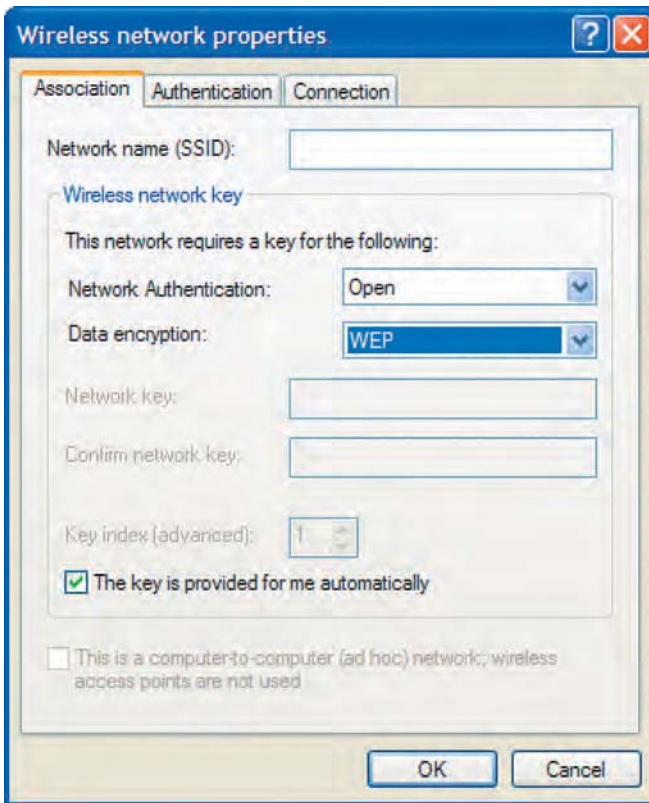 Wireless network properties
Association Authentication Connection
Network name (SSID):
Wireless network key
This network requires a key for the following:
Network Authentication: Open
Data encryption: WEP
Network key:
Confirm network key:
Key index (advanced): 1
The key is provided for me automatically
This is a computer-to-computer (ad hoc) network; wireless
access points are not used
OK Cancel